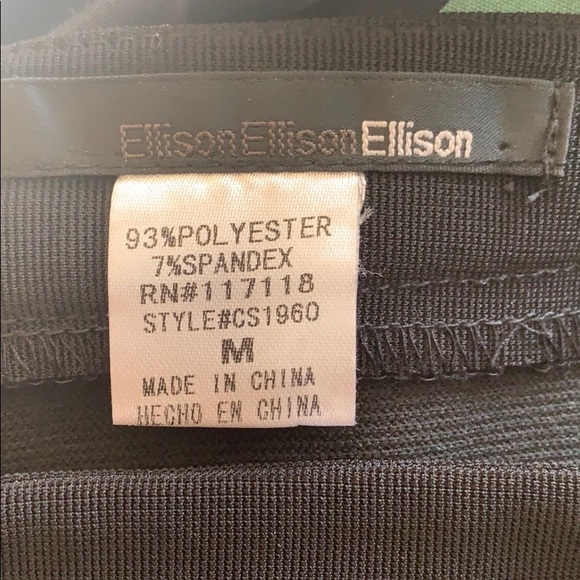 EllisonEllisonEllison
93%POLYESTER
7%SPANDEX
RN#117118
STYLE#CS1960
M
MADE IN CHINA
HECHO EN CHINA